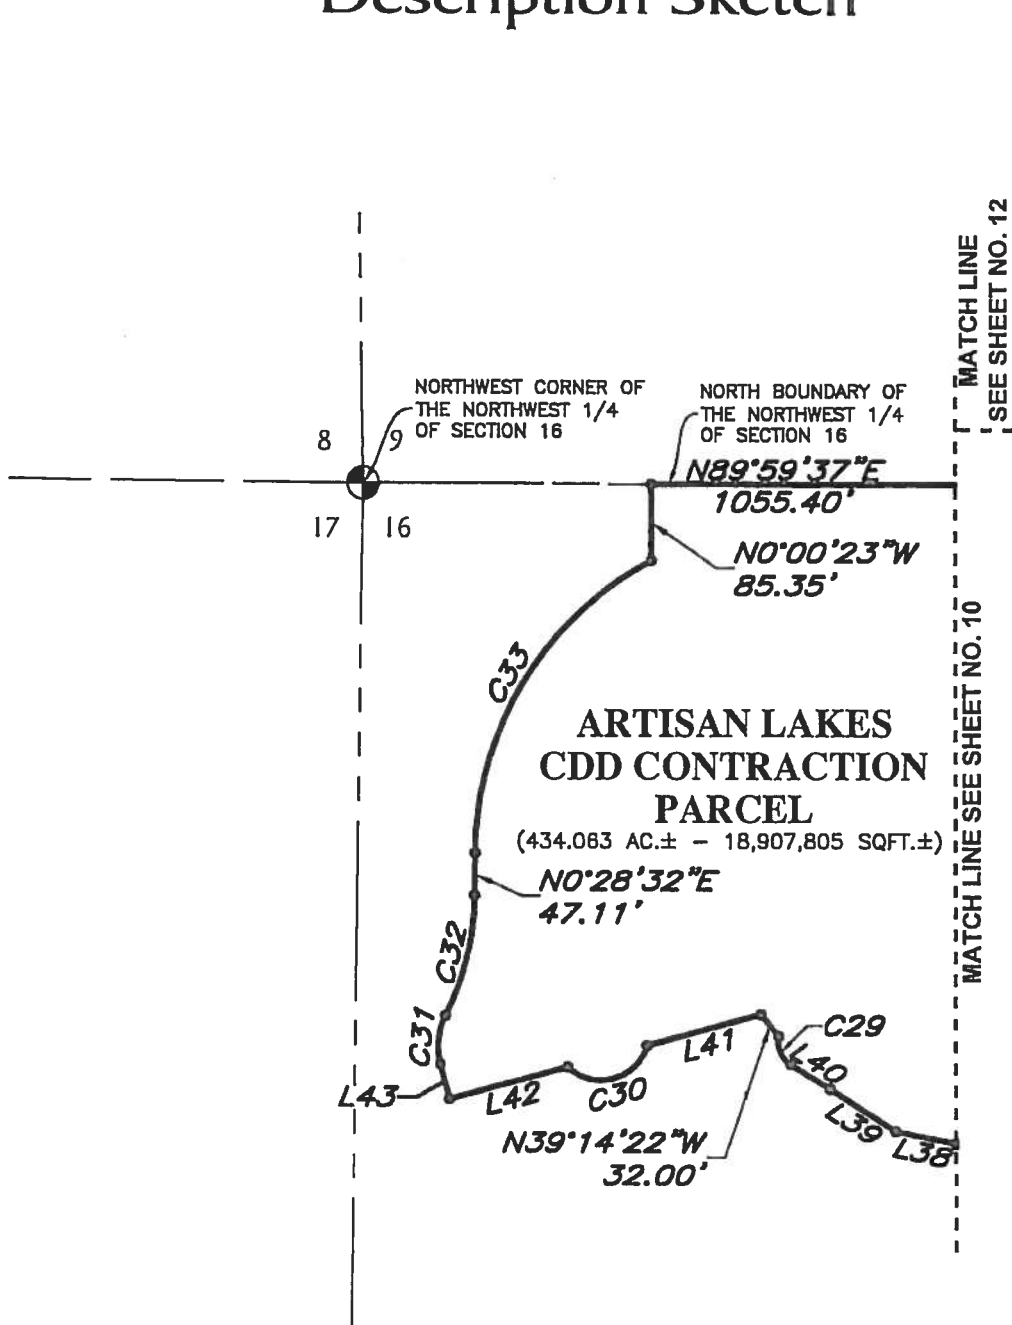 Description Sketch
MATCH LINE
SEE SHEET NO. 12
NORTHWEST CORNER OF
THE NORTHWEST 1/4
OF SECTION 16
NORTH BOUNDARY OF
THE NORTHWEST 1/4
OF SECTION 16
8 9
17 16
N89°59'37"E
1055.40'
N0°00'23"W
85.35'
C33
MATCH LINE SEE SHEET NO. 10
ARTISAN LAKES
CDD CONTRACTION
PARCEL
(434.063 AC.± - 18,907,805 SQFT.±)
N0°28'32"E
47.11'
C32
C31
C29
L41
L40
L43
L42
C30
L39
L38
N39°14'22"W
32.00'